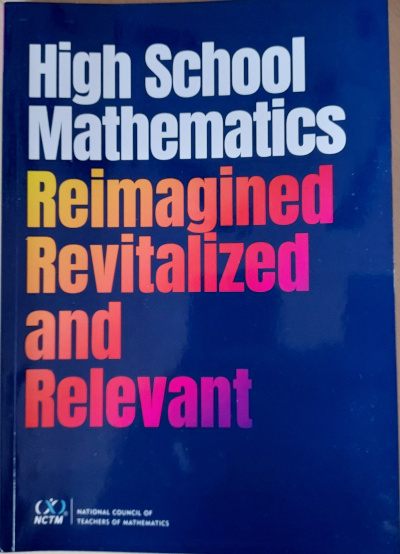 High School
Mathematics
Reimagined
Revitalized
and
Relevant
NCTM
NATIONAL COUNCIL OF
TEACHERS OF MATHEMATICS